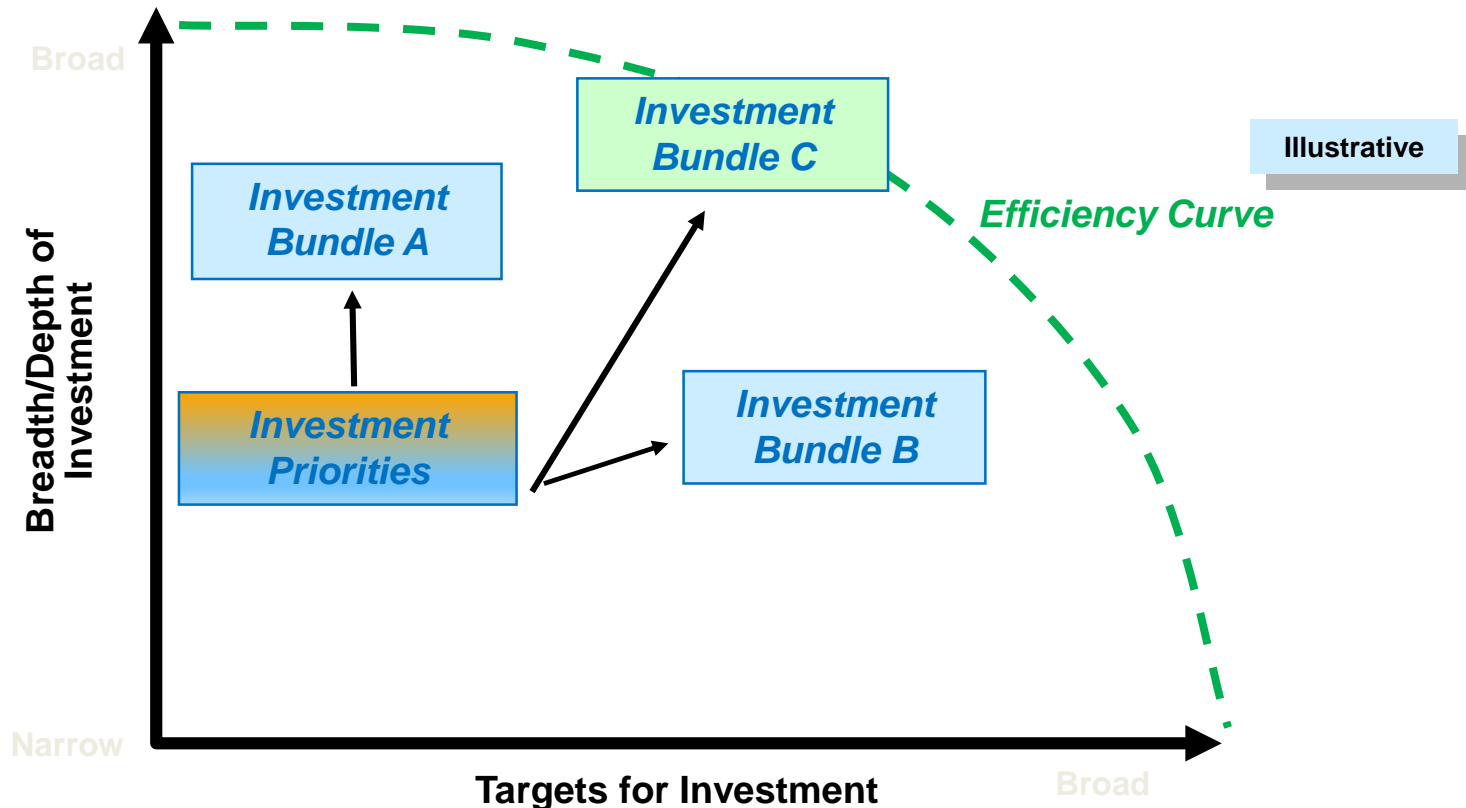 Broad
Investment
Bundle C
Illustrative
Investment
Bundle A
Efficiency Curve
Breadth/Depth of
Investment
Investment
Priorities
Investment
Bundle B
Narrow
Targets for Investment
Broad